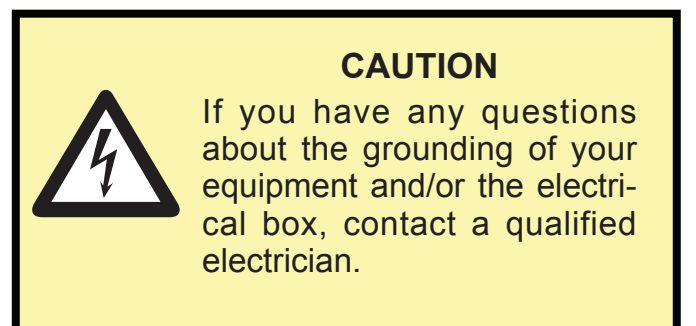 CAUTION
If you have any questions
about the grounding of your
equipment and/or the electri-
cal box, contact a qualified
electrician.